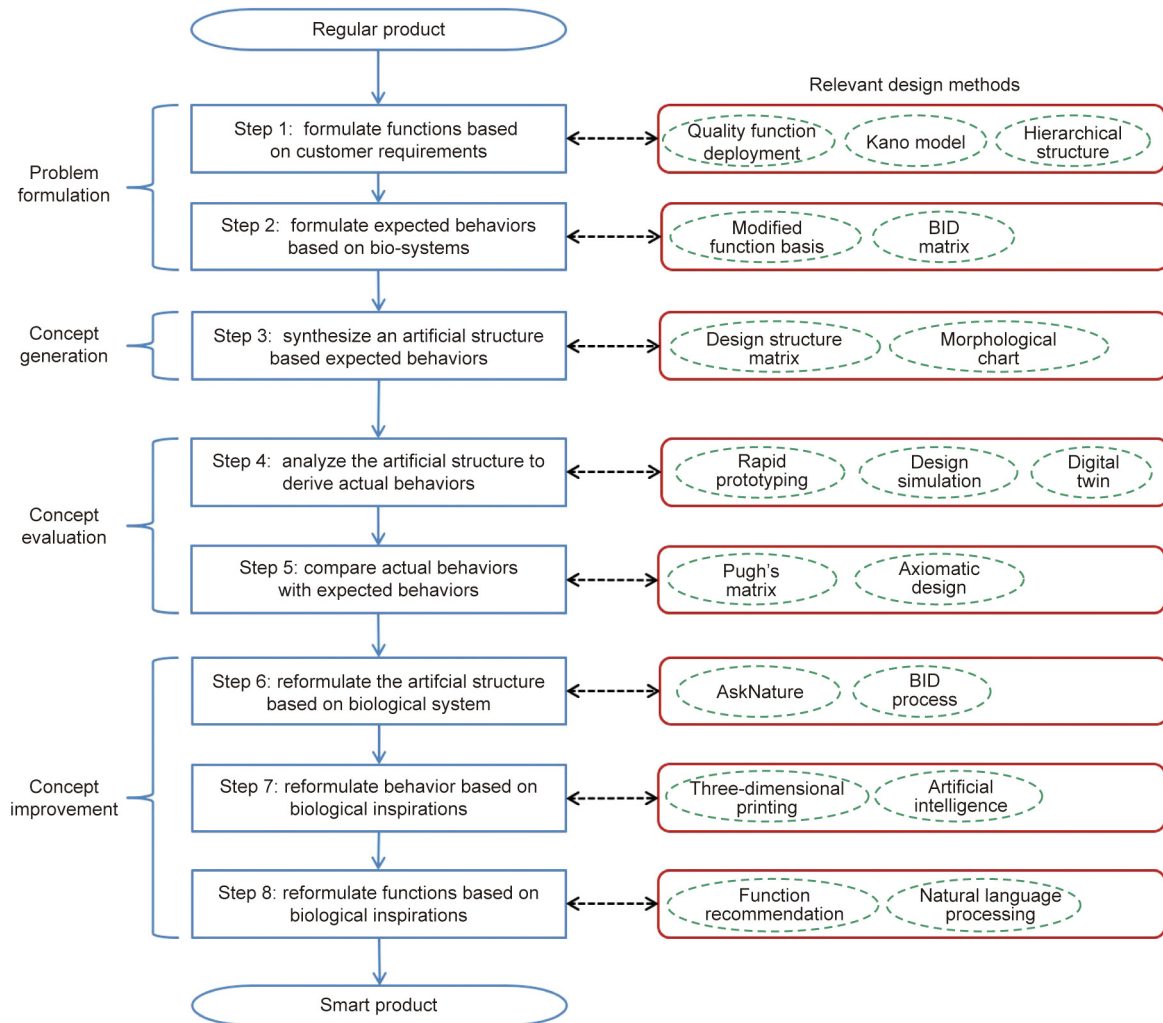 Regular product
Relevant design methods
Problem
formulation
Step 1: formulate functions based
on customer requirements
Quality function
deployment
Kano model
Hierarchical
structure
Step 2: formulate expected behaviors
based on bio-systems
Modified
function basis
BID
matrix
Concept
generation
Step 3: synthesize an artificial structure
based expected behaviors
Design structure
matrix
Morphological
chart
Concept
evaluation
Step 4: analyze the artificial structure to
derive actual behaviors
Rapid
prototyping
Design
simulation
Digital
twin
Step 5: compare actual behaviors
with expected behaviors
Pugh's
matrix
Axiomatic
design
Concept
improvement
Step 6: reformulate the artifcial structure
based on biological system
AskNature
BID
process
Step 7: reformulate behavior based on
biological inspirations
Three-dimensional
printing
Artificial
intelligence
Step 8: reformulate functions based on
biological inspirations
Function
recommendation
Natural language
processing
Smart product